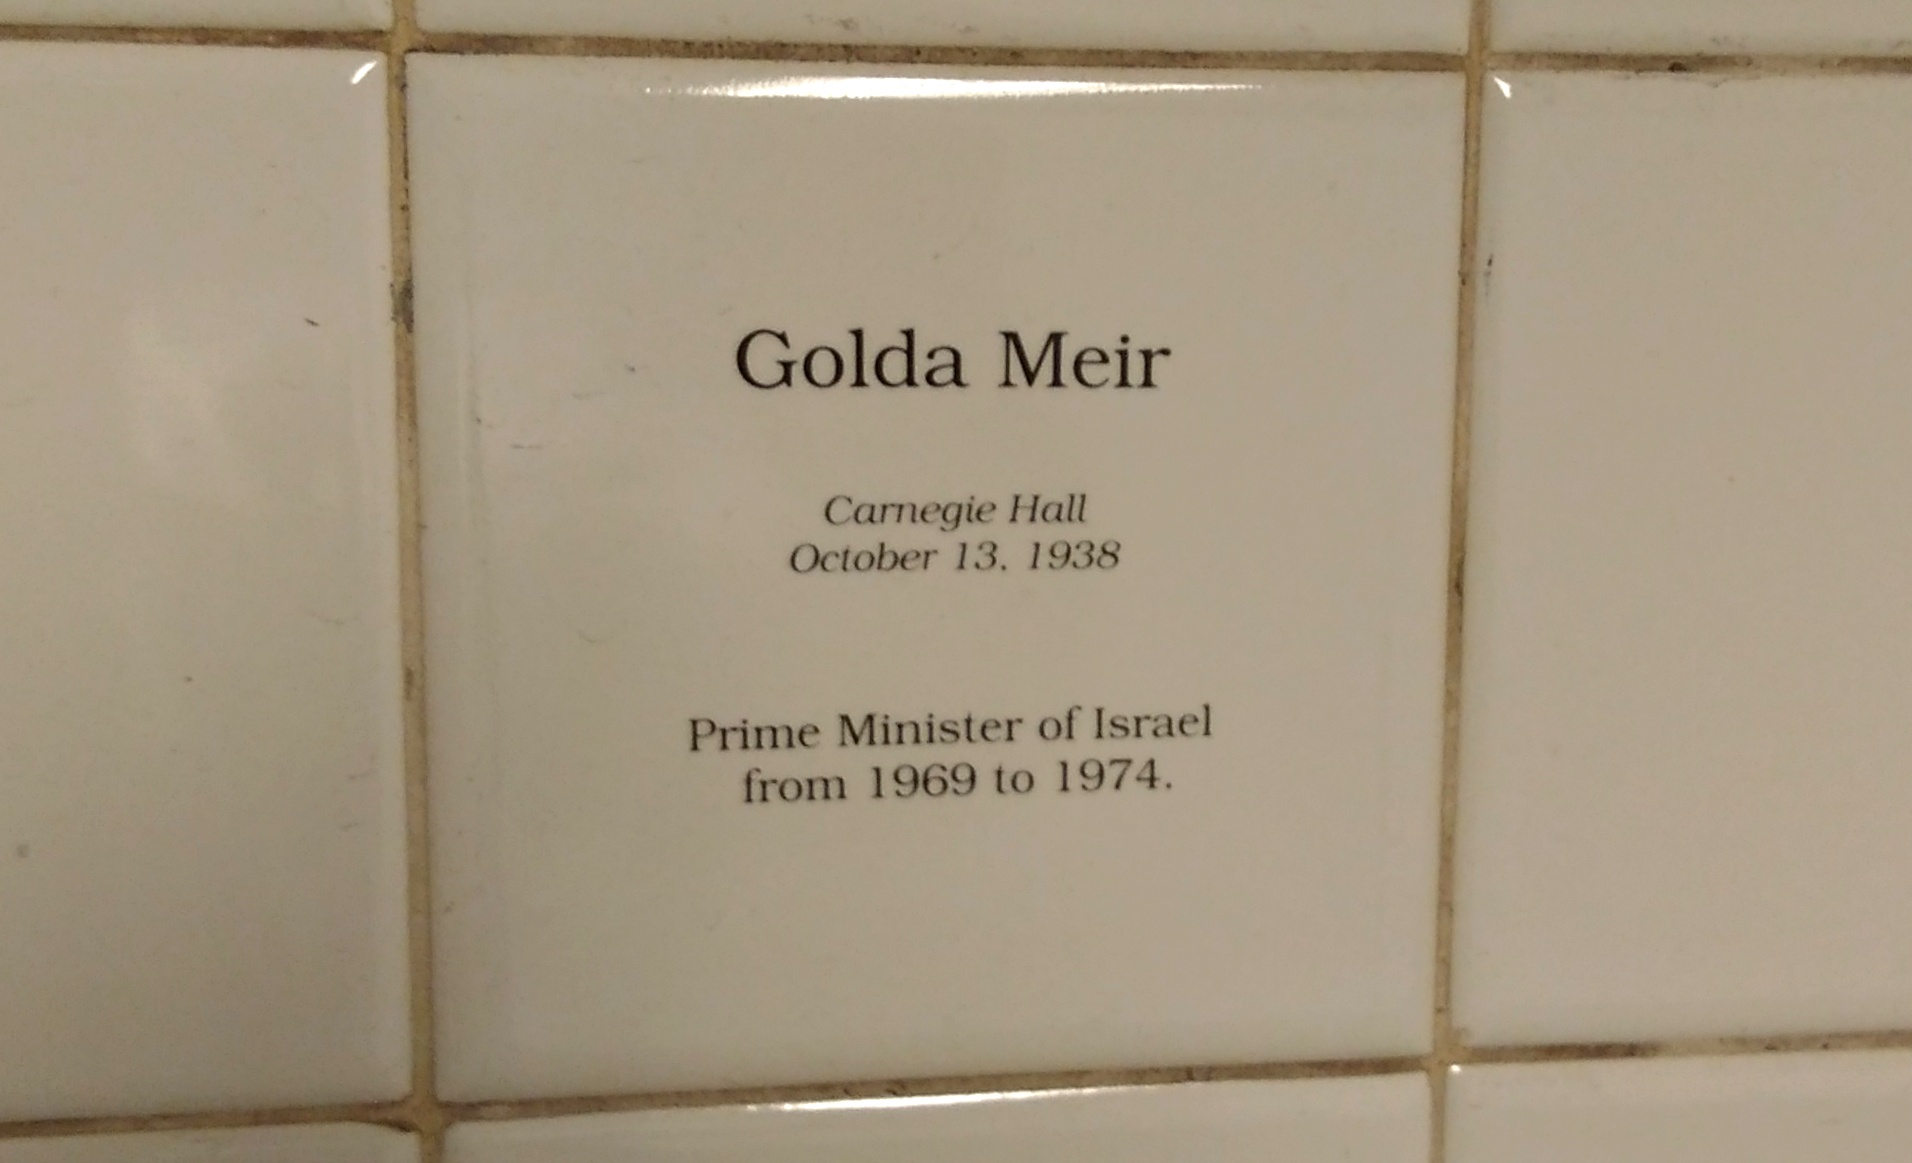 Golda Meir
Carnegie Hall
October 13, 1938
Prime Minister of Israel
from 1969 to 1974.